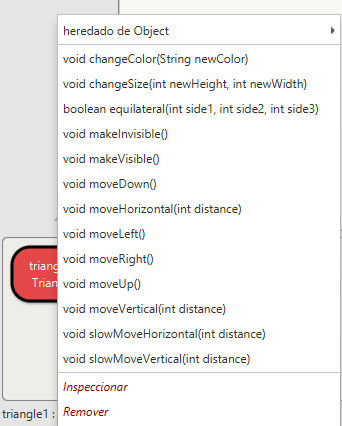 heredado de Object
void changeColor(String newColor)
void changeSize(int newHeight, int newWidth)
boolean equilateral(int side1, int side2, int side3)
void makeInvisible()
void makeVisible()
void moveDown()
void moveHorizontal(int distance)
void moveLeft()
void moveRight()
void moveUp()
void moveVertical(int distance)
void slowMoveHorizontal(int distance)
void slowMoveVertical(int distance)
Inspeccionar
Remover
triang
Trian
triangle1 :